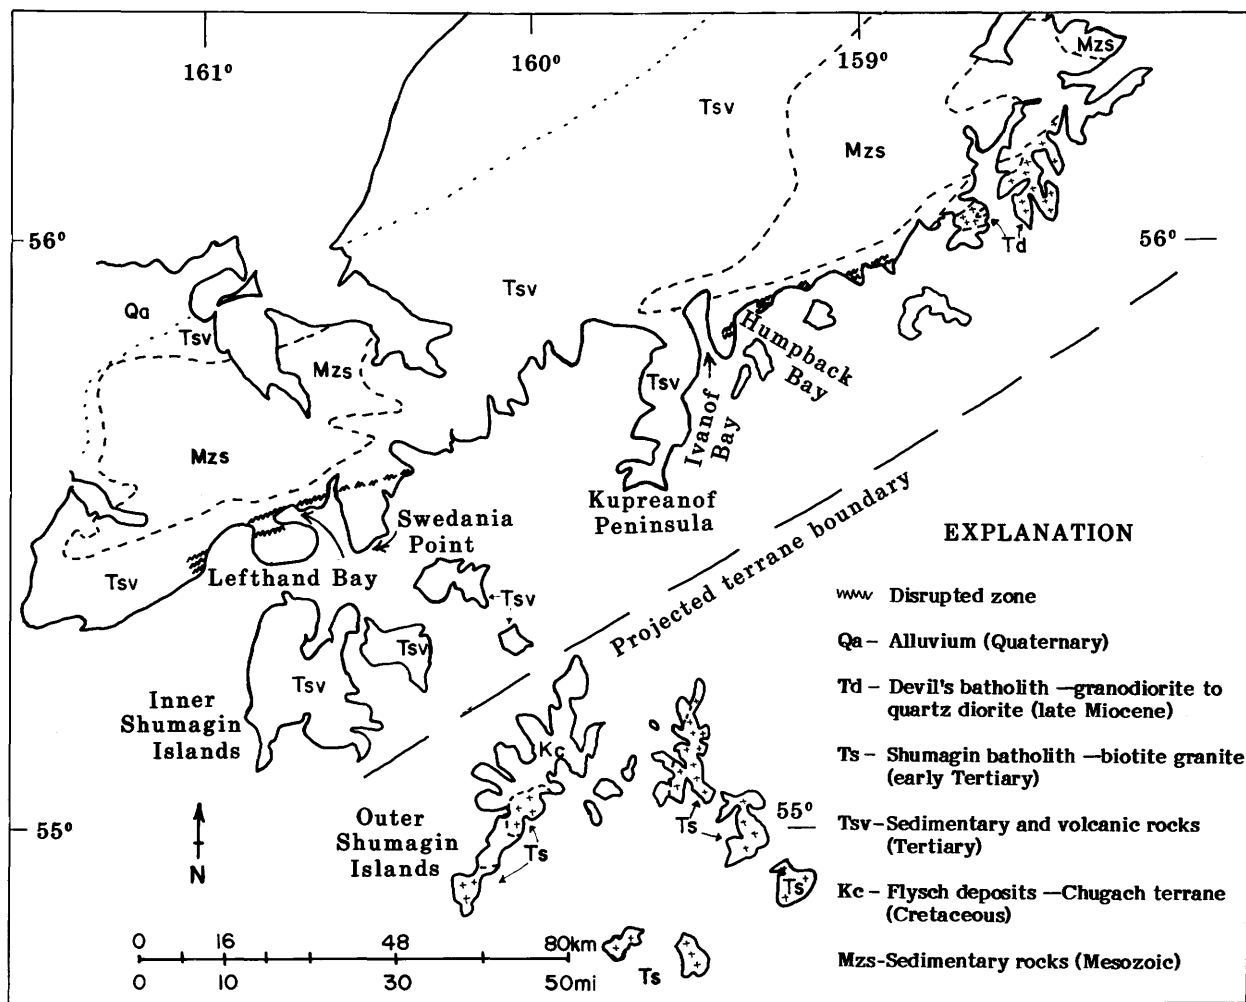 161°
160°
159°
Mzs
Tsv
Mzs
56°
Td
56°
Qa
Tsv
Tsv
Mzs
Tsv
Humpback
Bay
Ivanof
Bay
Mzs
Kupreanof
Peninsula
Swedania
Point
Lefthand Bay
Tsv
Tsv
Tsv
Tsv
Projected terrane boundary
Inner
Shumagin
Islands
Kc
Outer
Shumagin
Islands
Ts
Ts
Ts
55°
55°
N
0 16 48 80km
0 10 30 50mi
Ts
EXPLANATION
Disrupted zone
Qa – Alluvium (Quaternary)
Td – Devil's batholith —granodiorite to
quartz diorite (late Miocene)
Ts – Shumagin batholith —biotite granite
(early Tertiary)
Tsv–Sedimentary and volcanic rocks
(Tertiary)
Kc – Flysch deposits —Chugach terrane
(Cretaceous)
Mzs-Sedimentary rocks (Mesozoic)